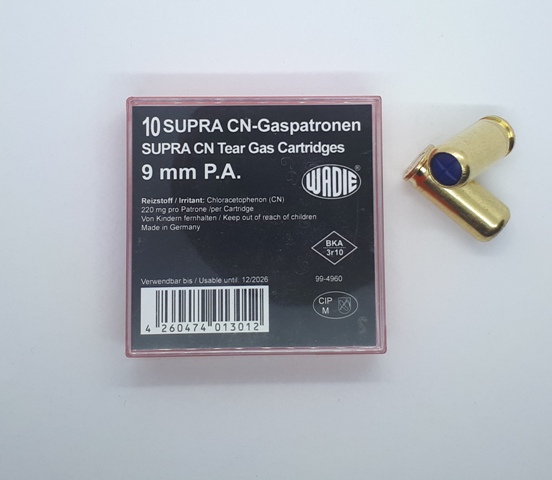 10 SUPRA CN-Gaspatronen
SUPRA CN Tear Gas Cartridges
9 mm P.A.
WADIE ®
Reizstoff / Irritant: Chloracetophenon (CN)
220 mg pro Patrone /per Cartridge
Von Kindern fernhalten / Keep out of reach of children
Made in Germany
BKA
3r10
Verwendbar bis / Usable until: 12/2026
99-4960
CIP
M
4 260474 013012